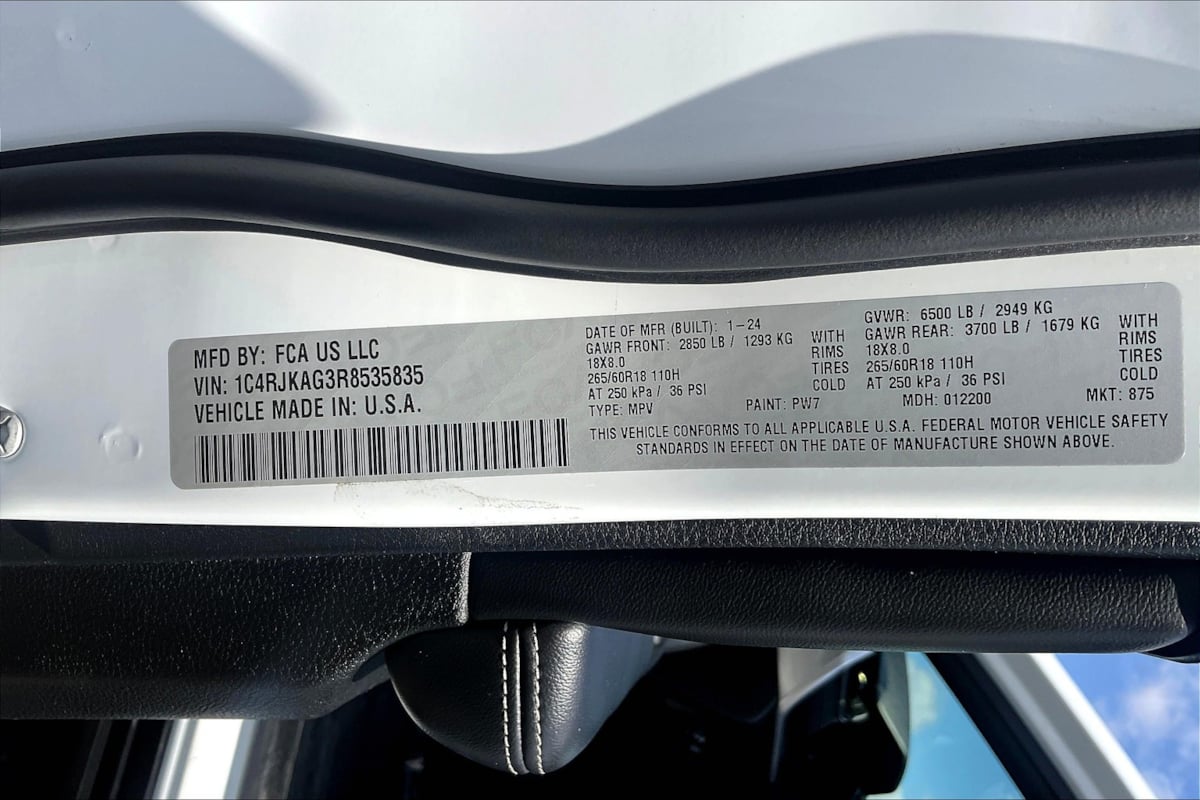 MFD BY: FCA US LLC
VIN: 1C4RJKAG3R8535835
VEHICLE MADE IN: U.S.A.
DATE OF MFR (BUILT): 1-24
GAWR FRONT: 2850 LB / 1293 KG WITH
18X8.0 RIMS
265/60R18 110H TIRES
AT 250 kPa / 36 PSI COLD
GVWR: 6500 LB / 2949 KG
GAWR REAR: 3700 LB / 1679 KG WITH
18X8.0 RIMS
265/60R18 110H TIRES
AT 250 kPa / 36 PSI COLD
TYPE: MPV PAINT: PW7 MDH: 012200 MKT: 875
THIS VEHICLE CONFORMS TO ALL APPLICABLE U.S.A. FEDERAL MOTOR VEHICLE SAFETY
STANDARDS IN EFFECT ON THE DATE OF MANUFACTURE SHOWN ABOVE.